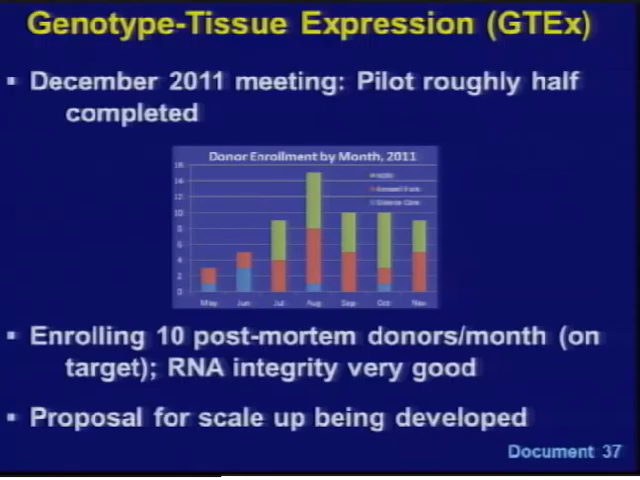 Genotype-Tissue Expression (GTEx)
▪ December 2011 meeting: Pilot roughly half
completed
Donor Enrollment by Month, 2011
16
14
12
10
8
6
4
2
0
May Jun Jul Aug Sep Oct Nov
▪ Enrolling 10 post-mortem donors/month (on
target); RNA integrity very good
▪ Proposal for scale up being developed
Document 37